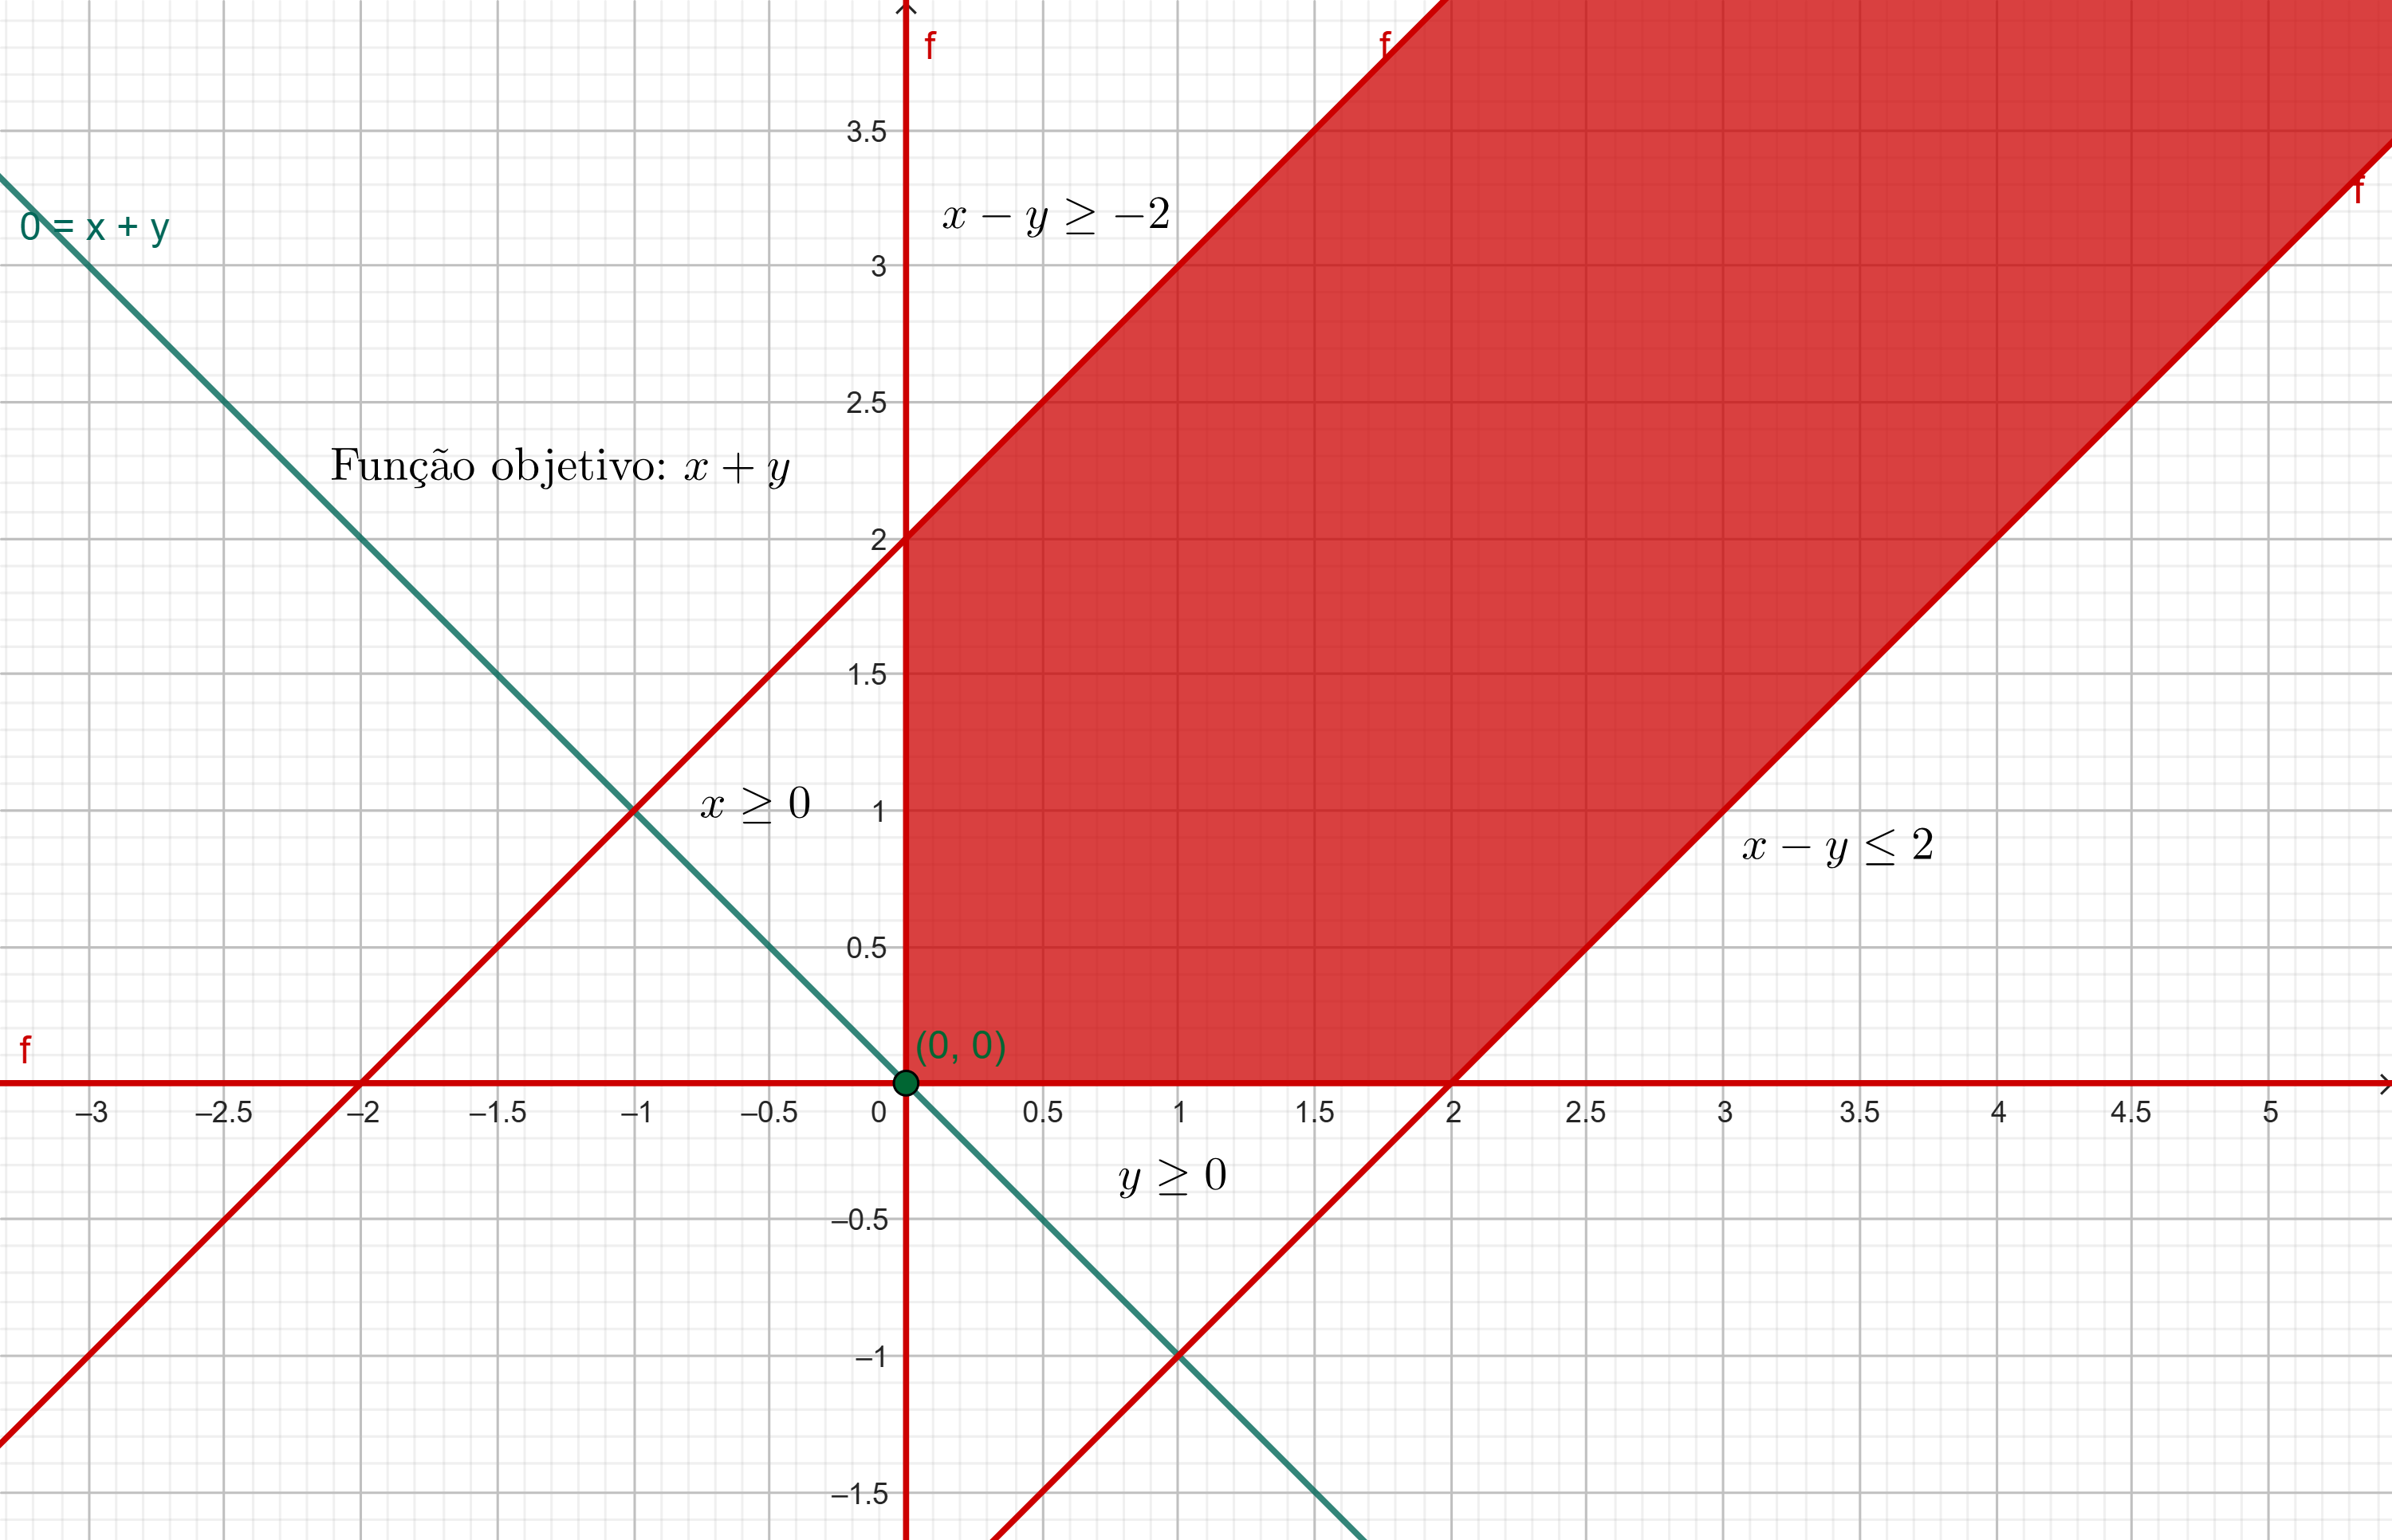 f
f
3.5
x − y ≥ −2
f
0 = x + y
3
2.5
Função objetivo: x + y
2
1.5
x ≥ 0
1
x − y ≤ 2
0.5
(0, 0)
f
–3 –2.5 –2 –1.5 –1 –0.5 0 0.5 1 1.5 2 2.5 3 3.5 4 4.5 5
y ≥ 0
–0.5
–1
–1.5